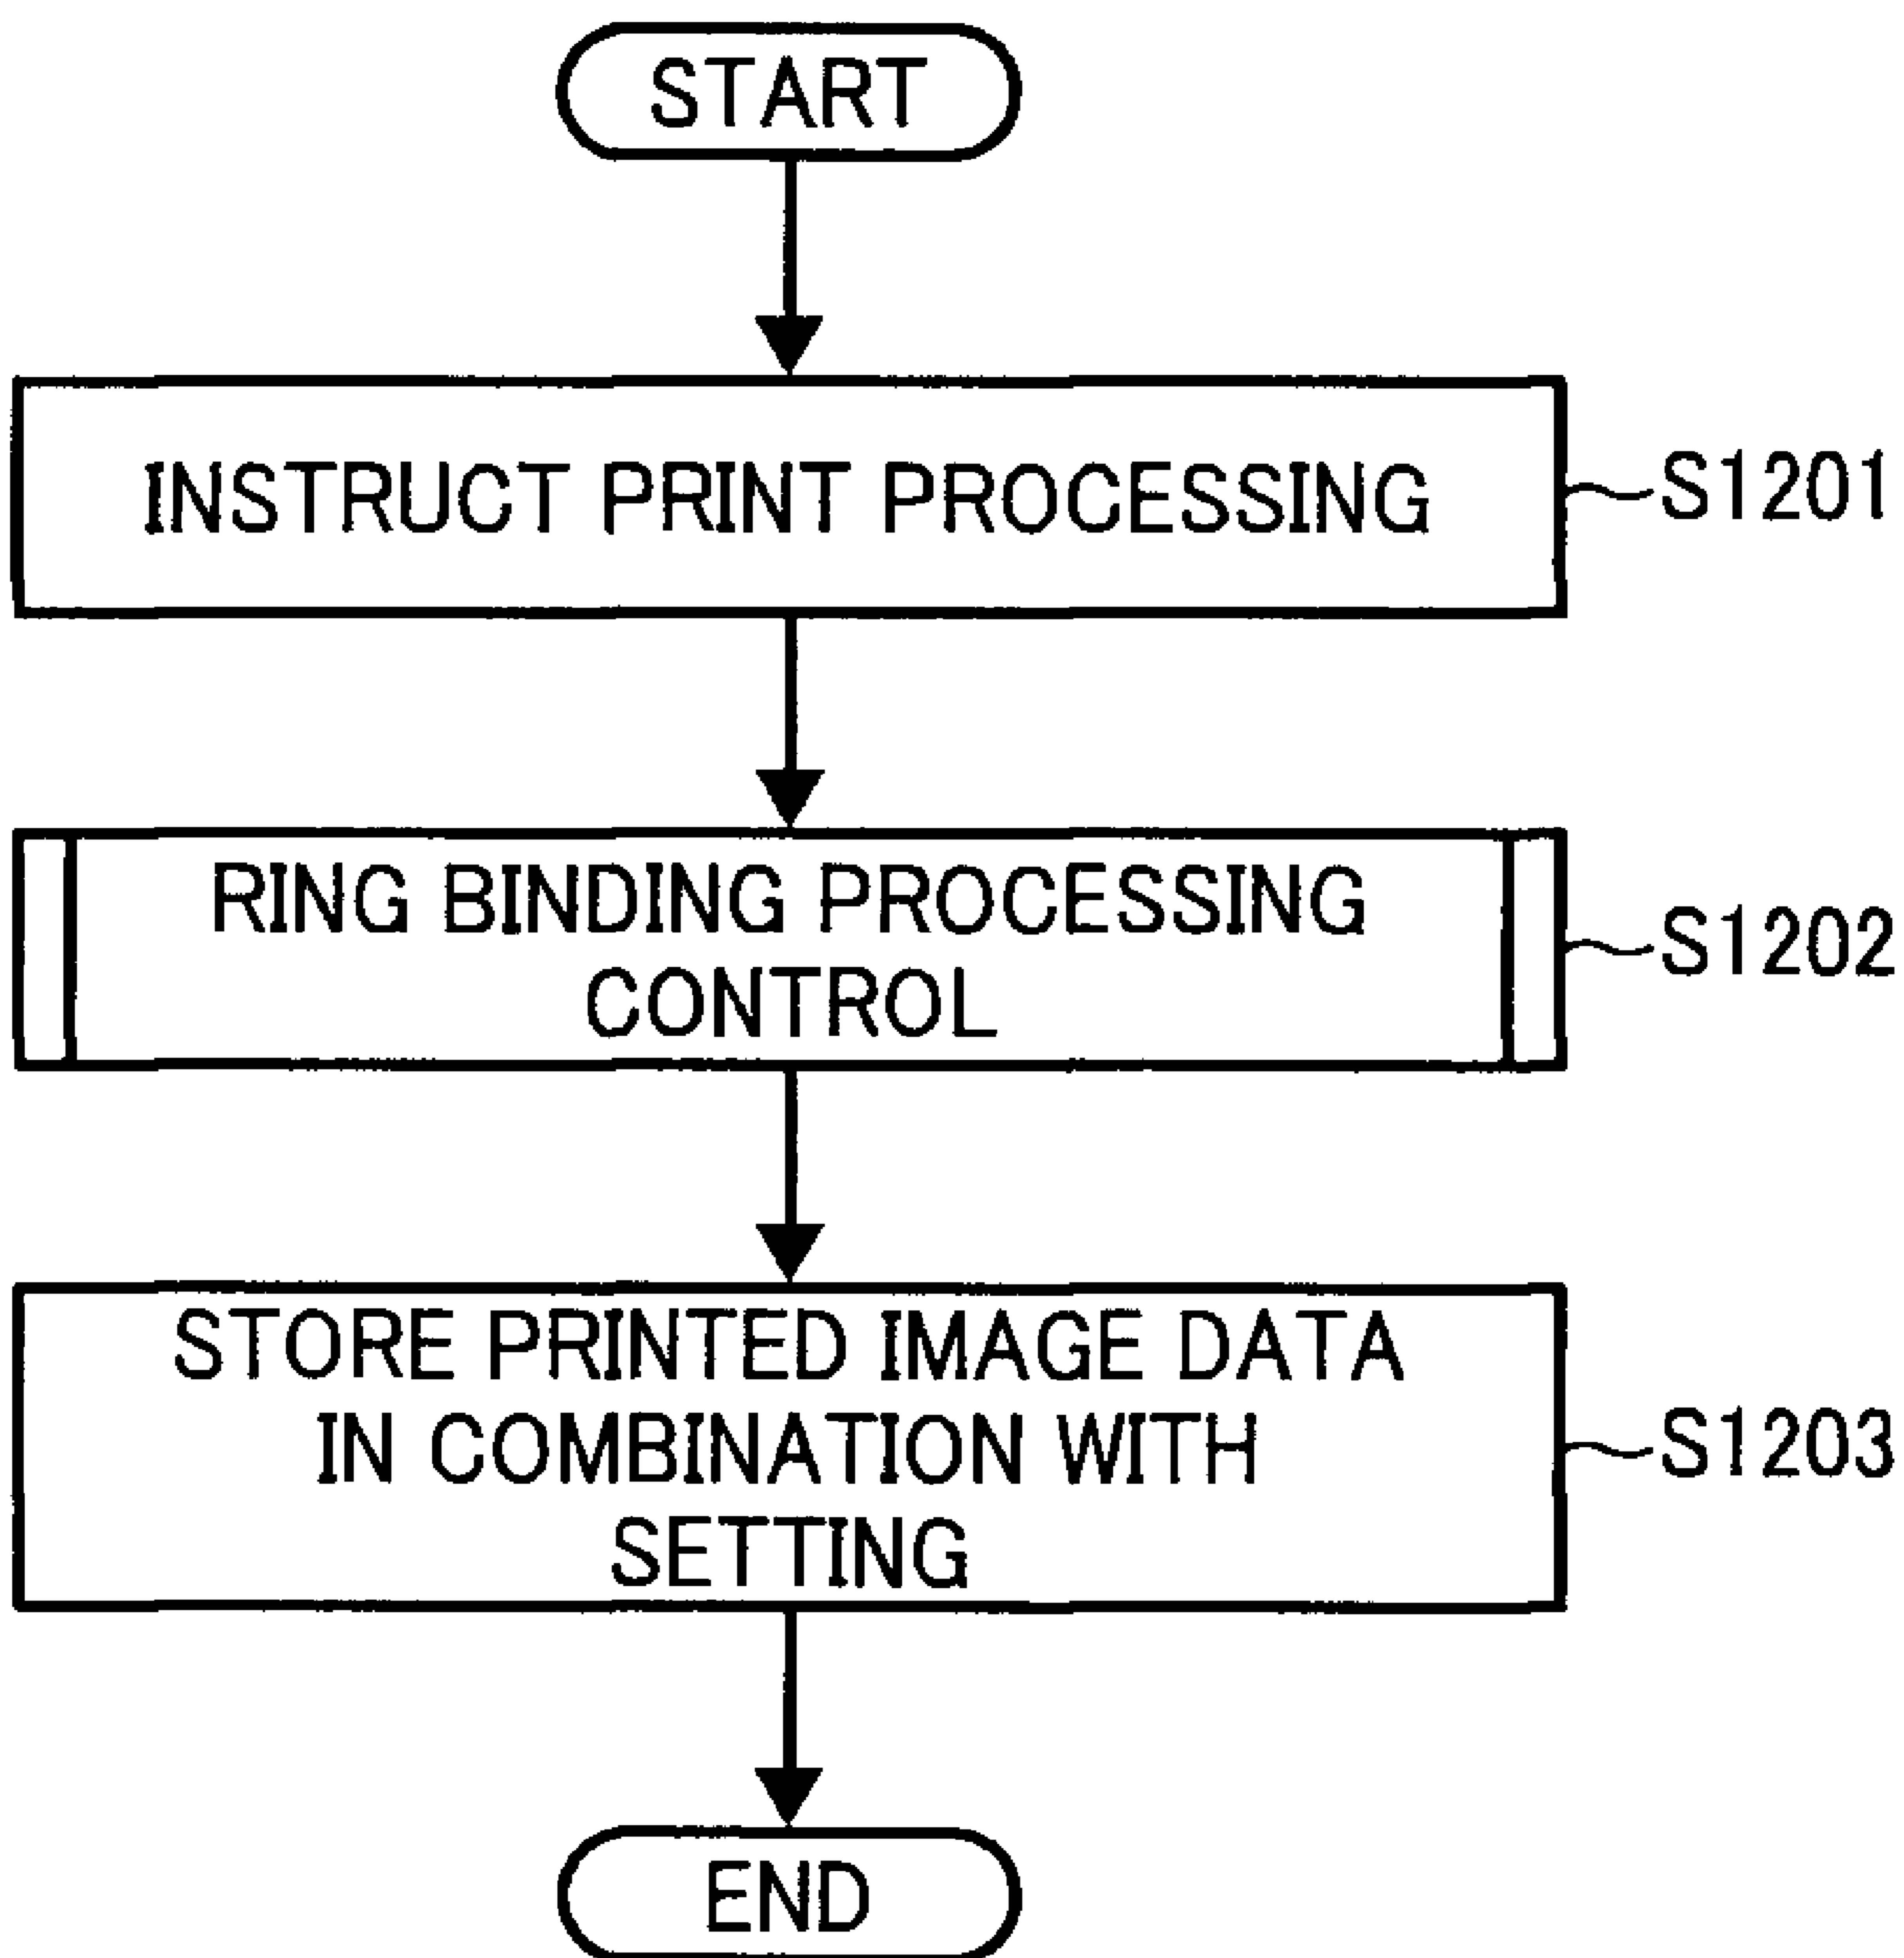 START
INSTRUCT PRINT PROCESSING
S1201
RING BINDING PROCESSING
CONTROL
S1202
STORE PRINTED IMAGE DATA
IN COMBINATION WITH
SETTING
S1203
END